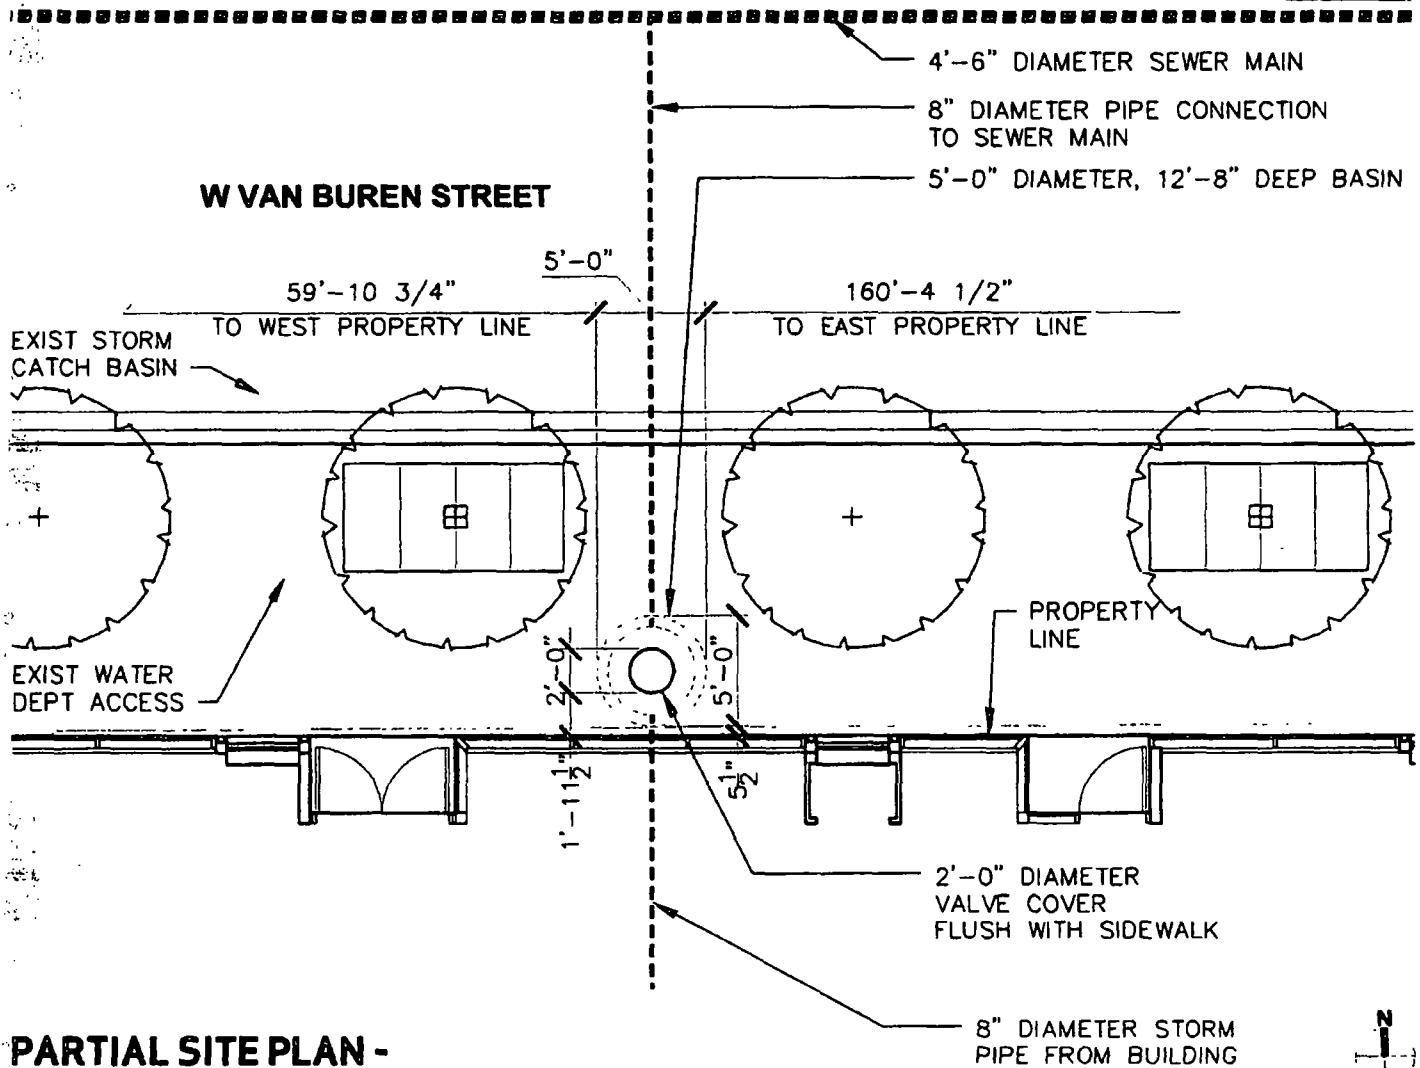 4'-6" DIAMETER SEWER MAIN
8" DIAMETER PIPE CONNECTION
TO SEWER MAIN
5'-0" DIAMETER, 12'-8" DEEP BASIN
W VAN BUREN STREET
5'-0"
59'-10 3/4"
TO WEST PROPERTY LINE
160'-4 1/2"
TO EAST PROPERTY LINE
EXIST STORM
CATCH BASIN
PROPERTY
LINE
EXIST WATER
DEPT ACCESS
2'-0"
5'-0"
1'-11 1/2"
5 1/2"
2'-0" DIAMETER
VALVE COVER
FLUSH WITH SIDEWALK
8" DIAMETER STORM
PIPE FROM BUILDING
N
PARTIAL SITE PLAN -